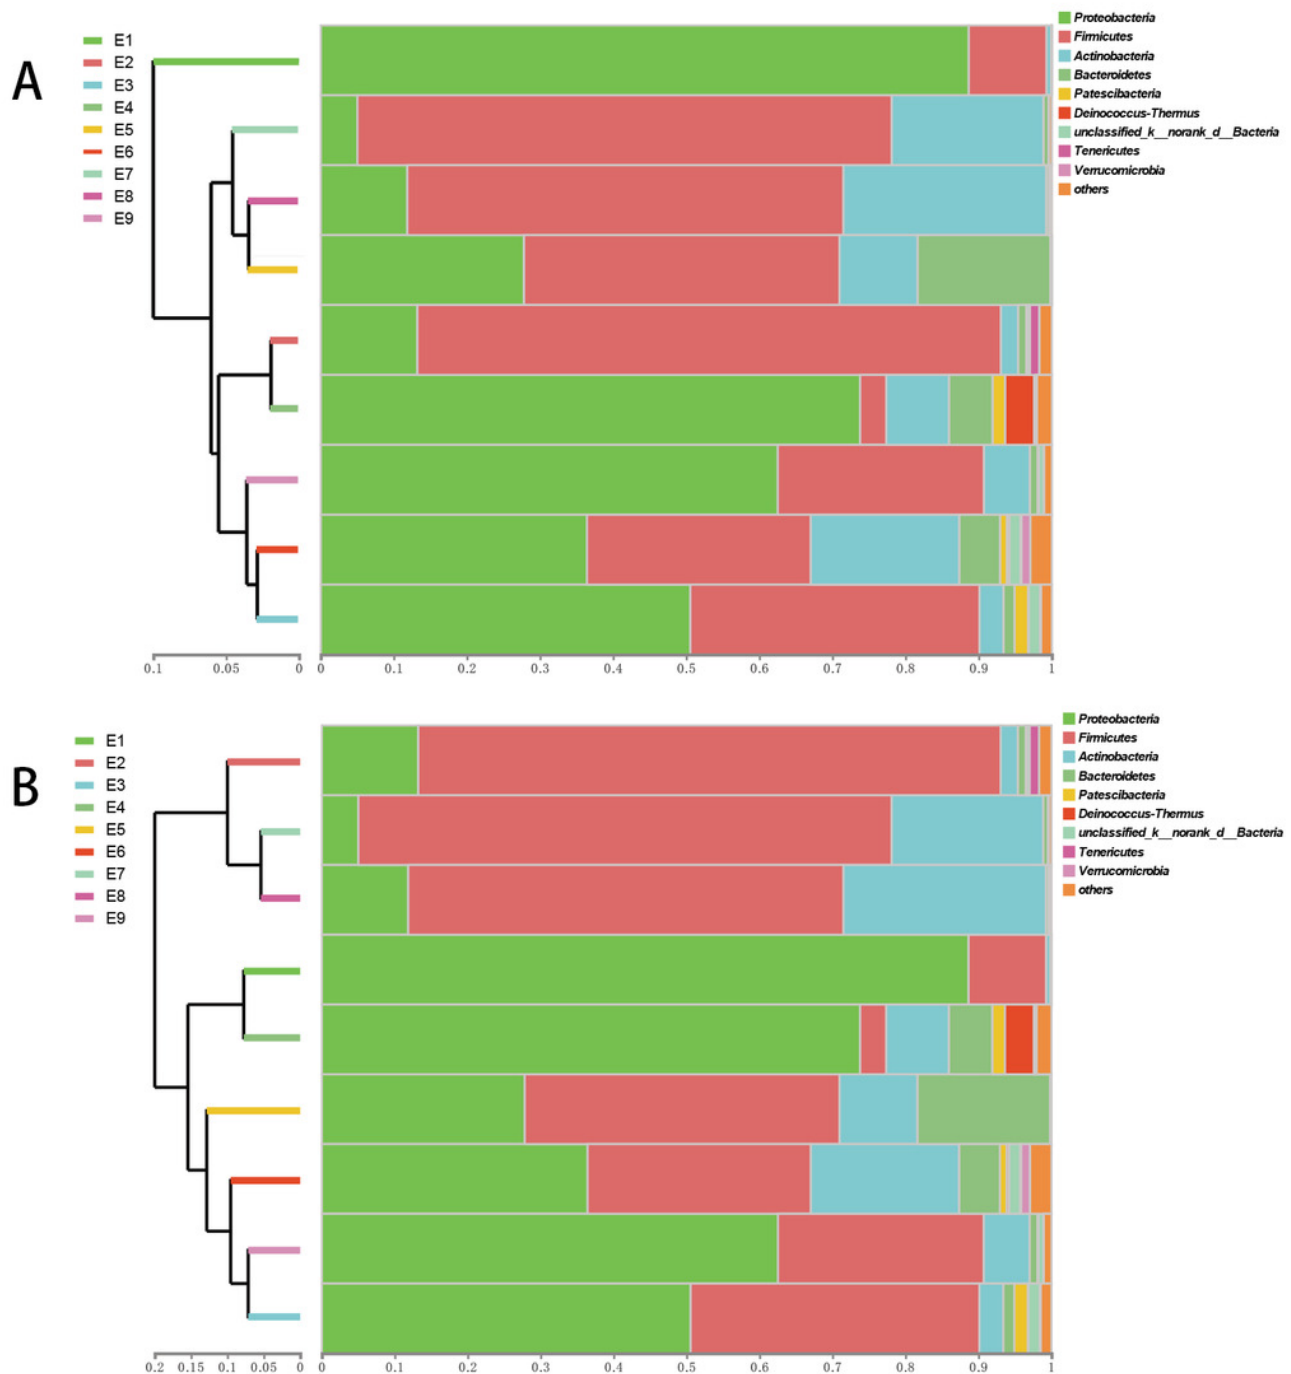 A
E1
E2
E3
E4
E5
E6
E7
E8
E9
Proteobacteria
Firmicutes
Actinobacteria
Bacteroidetes
Patescibacteria
Deinococcus-Thermus
unclassified_k__norank_d__Bacteria
Tenericutes
Verrucomicrobia
others
0.1 0.05 0
0 0.1 0.2 0.3 0.4 0.5 0.6 0.7 0.8 0.9 1
B
E1
E2
E3
E4
E5
E6
E7
E8
E9
Proteobacteria
Firmicutes
Actinobacteria
Bacteroidetes
Patescibacteria
Deinococcus-Thermus
unclassified_k__norank_d__Bacteria
Tenericutes
Verrucomicrobia
others
0.2 0.15 0.1 0.05 0
0 0.1 0.2 0.3 0.4 0.5 0.6 0.7 0.8 0.9 1